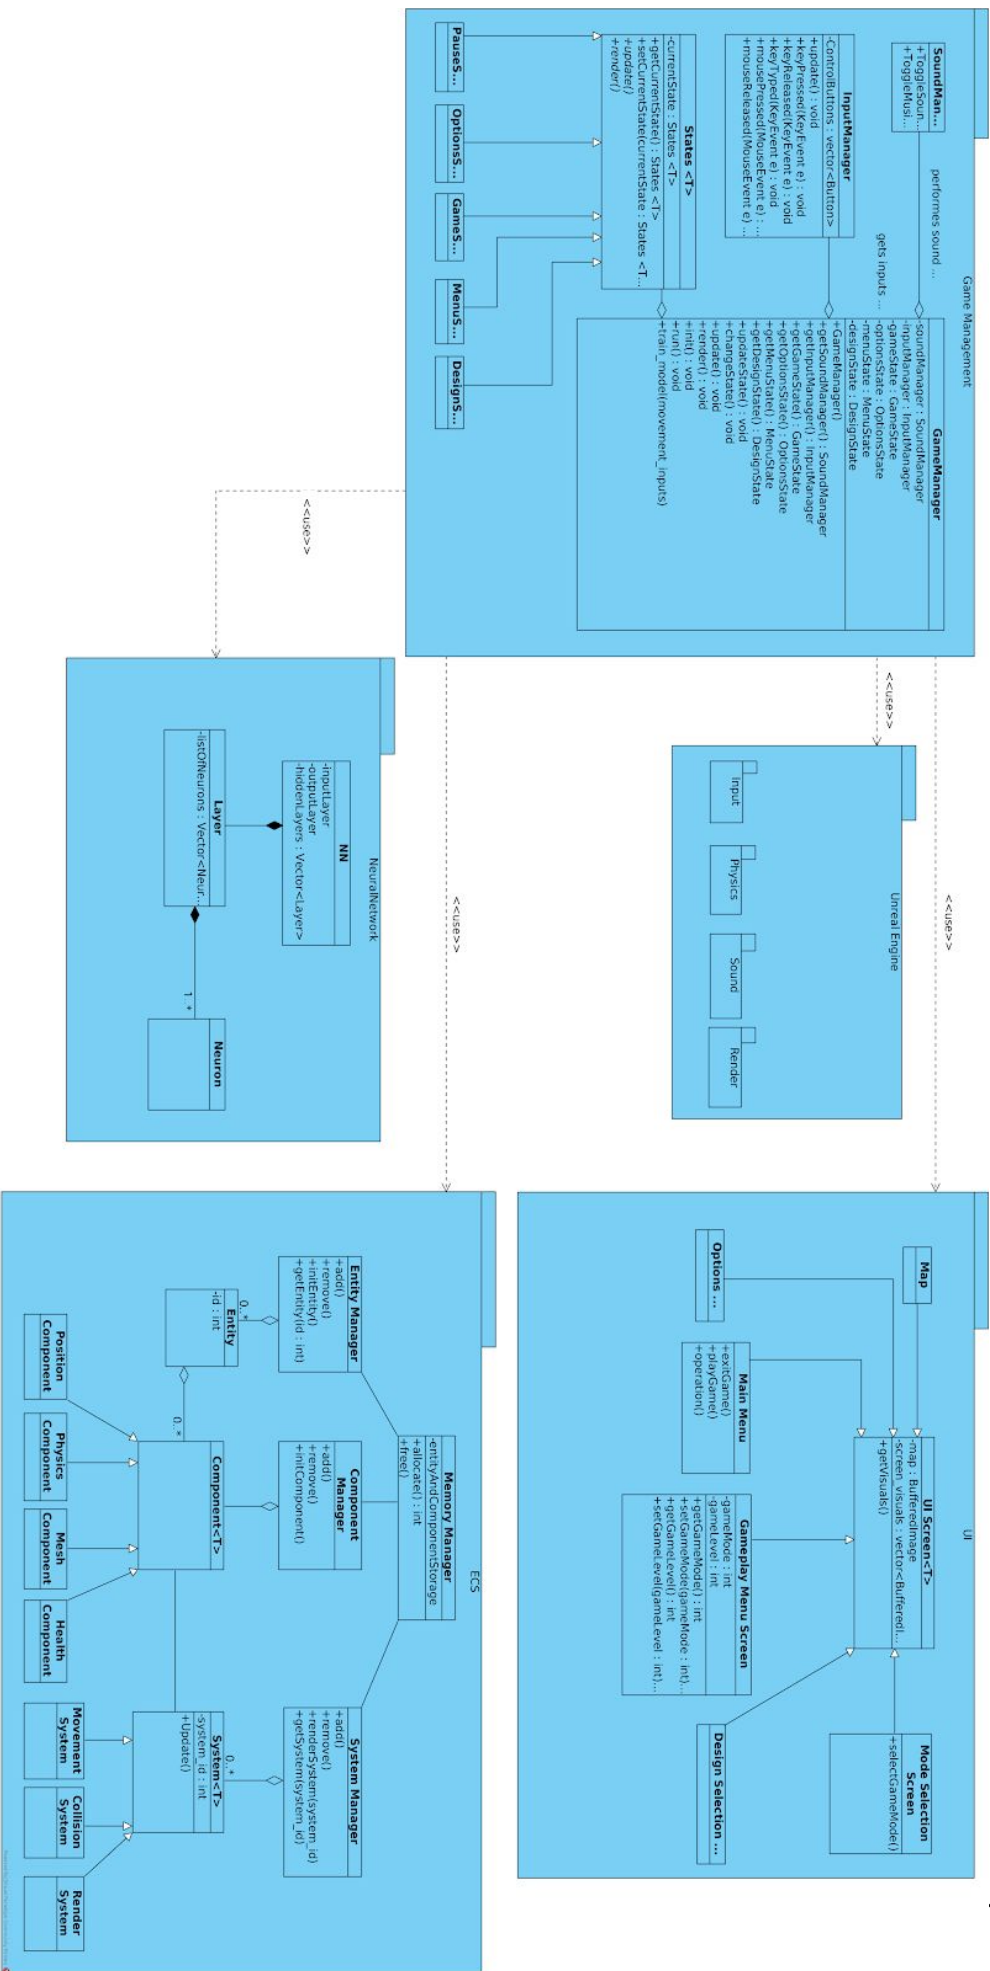 Game Management
SoundMan...
+ToggleSoun...
+ToggleMusi...
performes sound ...
InputManager
-ControlButtons : vector<Button>
+update() : void
+keyPressed(KeyEvent e) : void
+keyReleased(KeyEvent e) : void
+keyTyped(KeyEvent e) : void
+mousePressed(MouseEvent e) : ...
+mouseReleased(MouseEvent e) ...
gets inputs ...
States <T>
-currentState : States <T>
+getCurrentState() : States <T>
+setCurrentState(currentState : States <T...
+update()
+render()
GameManager
-soundManager : SoundManager
-inputManager : InputManager
-gameState : GameState
-optionsState : OptionsState
-menuState : MenuState
-designState : DesignState
+GameManager()
+getSoundManager() : SoundManager
+getInputManager() : InputManager
+getGameState() : GameState
+getOptionsState() : OptionsState
+getMenuState() : MenuState
+getDesignState() : DesignState
+updateState() : void
+changeState() : void
+update() : void
+render() : void
+init() : void
+run() : void
+train_model(movement_inputs)
PauseS...
OptionsS...
GameS...
MenuS...
DesignS...
<<use>>
<<use>>
<<use>>
<<use>>
Unreal Engine
Input
Physics
Sound
Render
NeuralNetwork
NN
-inputLayer
-outputLayer
-hiddenLayers : Vector<Layer>
Layer
-listOfNeurons : Vector<Neur...
1..*
Neuron
UI
Map
UI Screen<T>
-map : BufferedImage
-screen_visuals : vector<BufferedI...
+getVisuals()
Mode Selection
Screen
+selectGameMode()
Options ...
Main Menu
+exitGame()
+playGame()
+operation()
Gameplay Menu Screen
-gameMode : int
-gameLevel : int
+getGameMode() : int
+setGameMode(gameMode : int)...
+getGameLevel() : int
+setGameLevel(gameLevel : int)...
Design Selection ...
ECS
Memory Manager
-entityAndComponentStorage
+allocate() : int
+free()
Entity Manager
+add()
+remove()
+initEntity()
+getEntity(id : int)
Component
Manager
+add()
+remove()
+initComponent()
System Manager
+add()
+remove()
+renderSystem(system_id)
+getSystem(system_id)
0..*
Entity
-id : int
0..*
Component<T>
0..*
System<T>
-system_id : int
+Update()
Position
Component
Physics
Component
Mesh
Component
Health
Component
Movement
System
Collision
System
Render
System